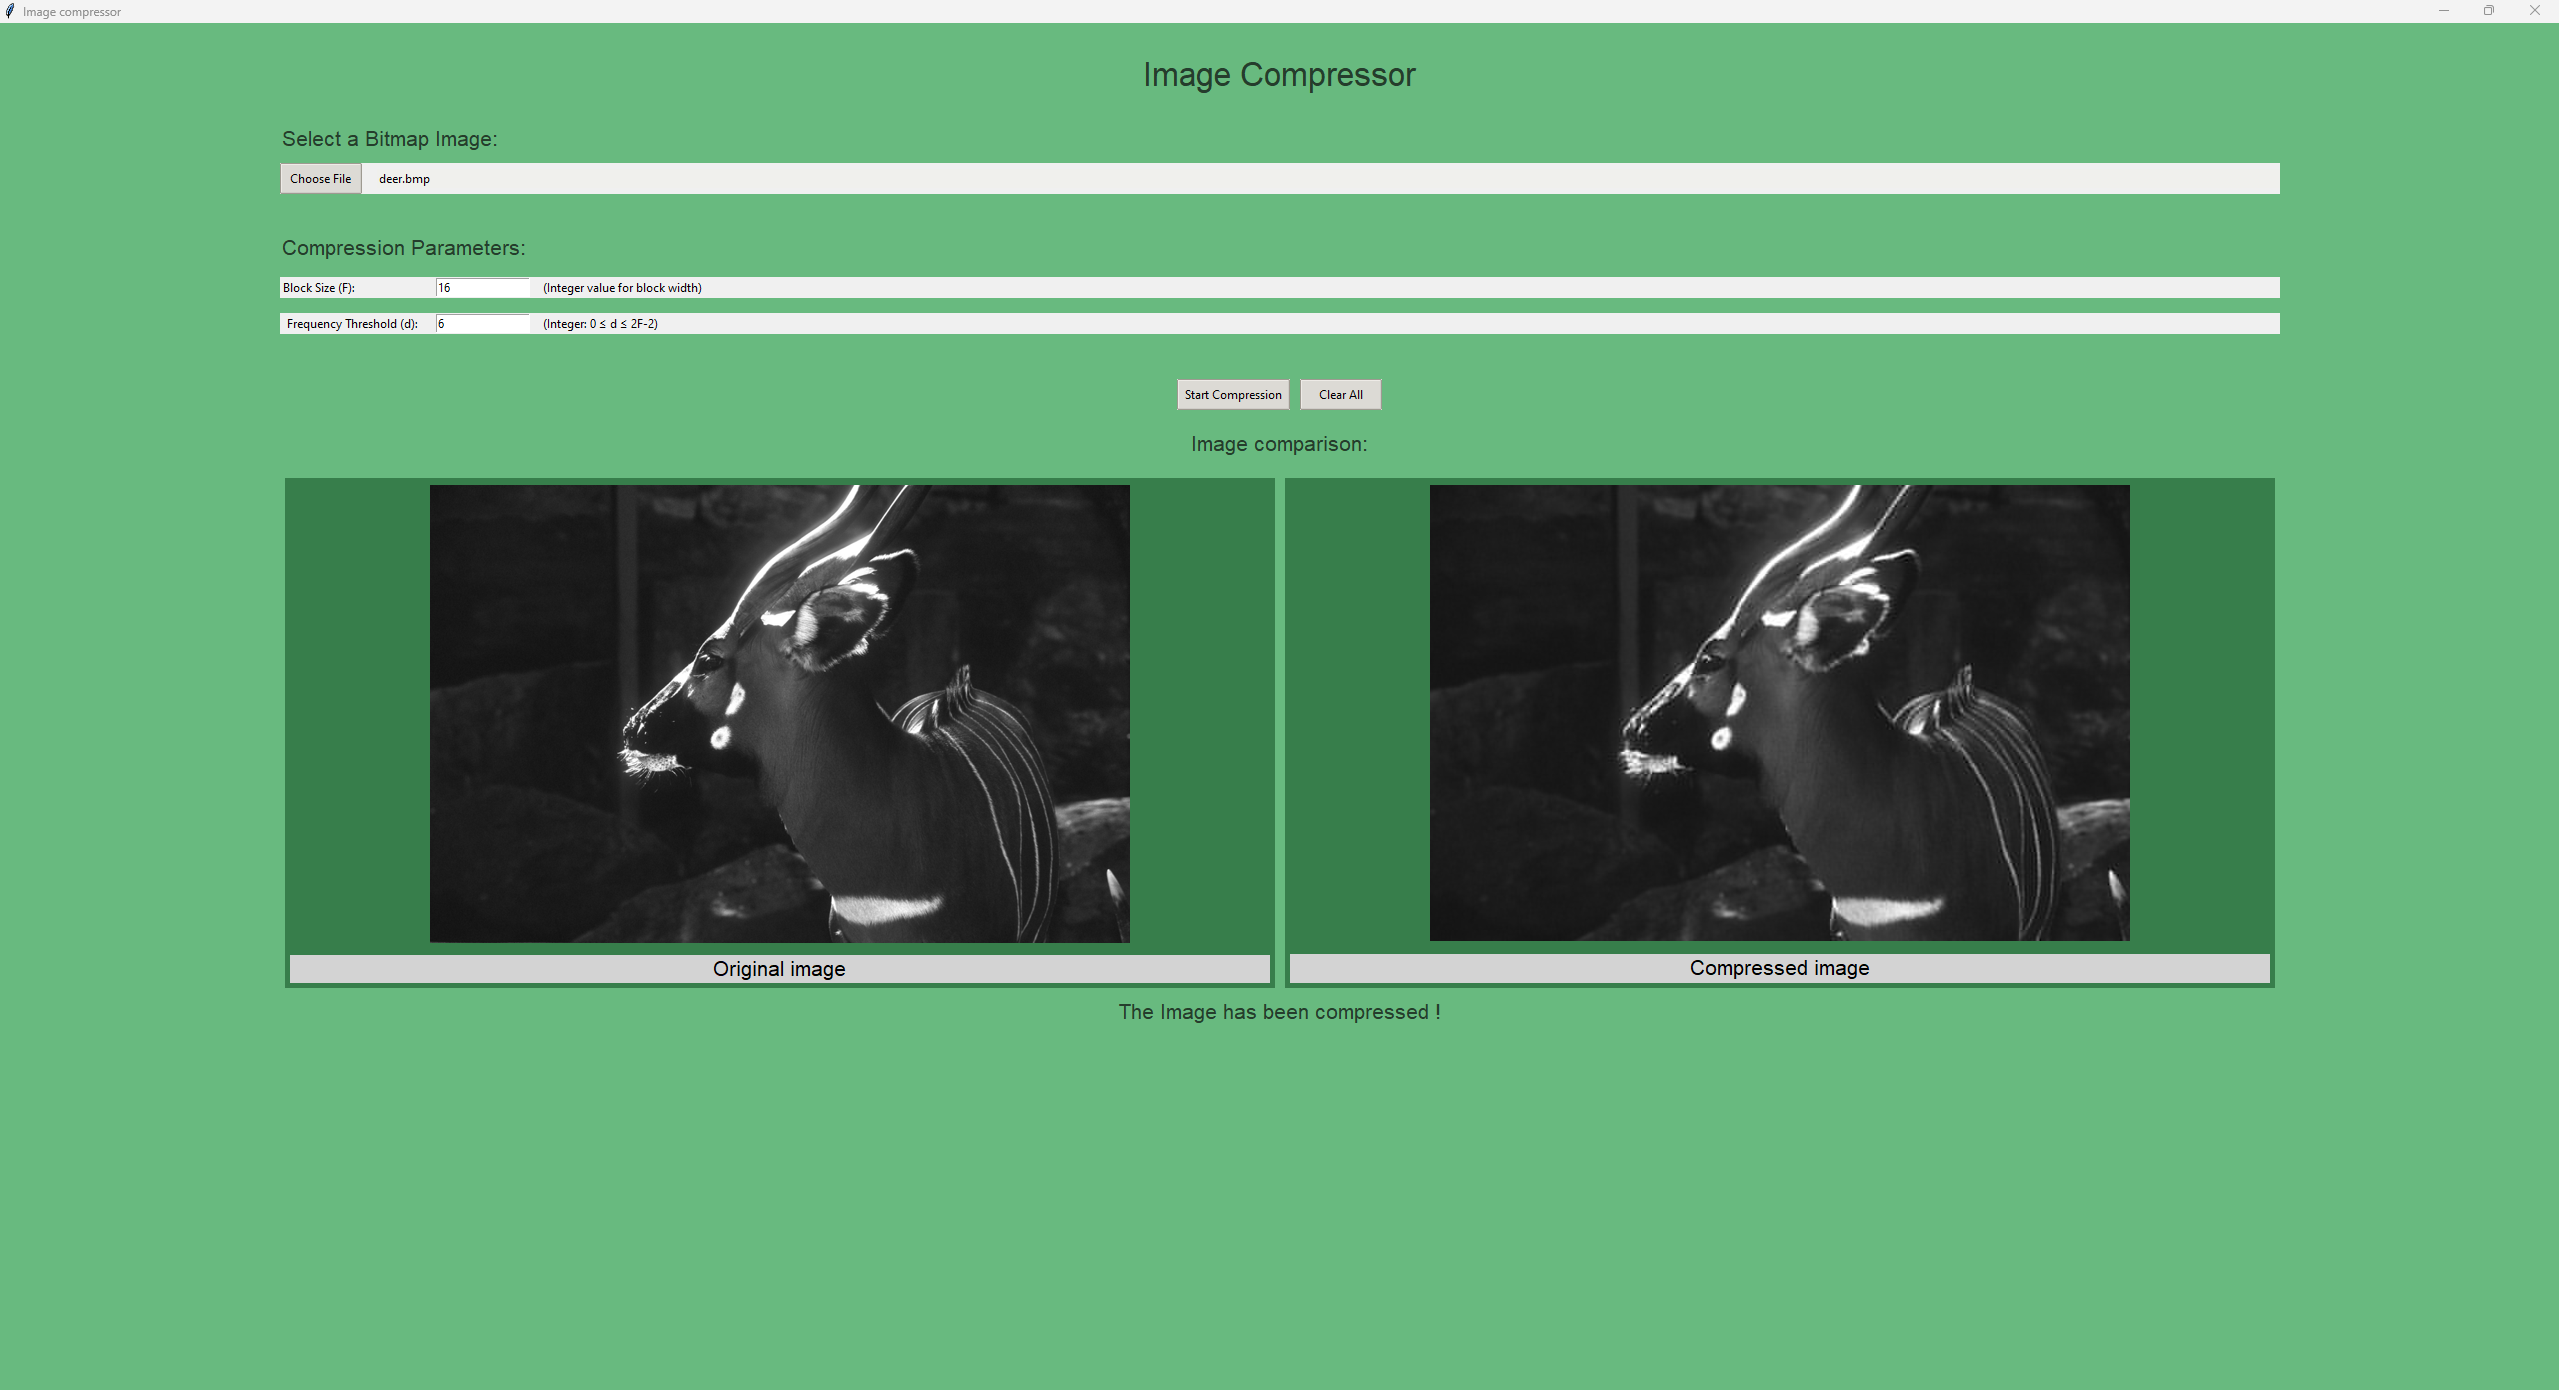 Image compressor
Image Compressor
Select a Bitmap Image:
Choose File deer.bmp
Compression Parameters:
Block Size (F): 16 (Integer value for block width)
Frequency Threshold (d): 6 (Integer: 0 ≤ d ≤ 2F-2)
Start Compression Clear All
Image comparison:
Original image Compressed image
The Image has been compressed !